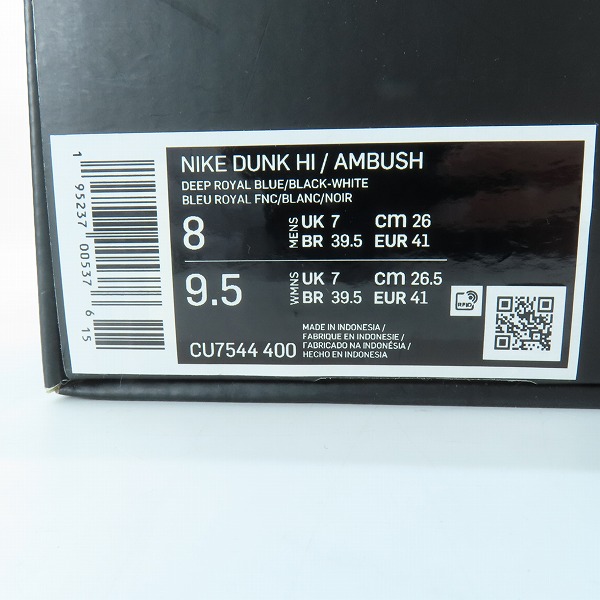 NIKE DUNK HI / AMBUSH
DEEP ROYAL BLUE/BLACK-WHITE
BLEU ROYAL FNC/BLANC/NOIR
8 MENS UK 7 cm 26
BR 39.5 EUR 41
9.5 WMNS UK 7 cm 26.5
BR 39.5 EUR 41
RFID
CU7544 400
MADE IN INDONESIA /
FABRIQUE EN INDONESIE /
FABRICADO NA INDONÉSIA /
HECHO EN INDONESIA
1 95237 00537 6 15